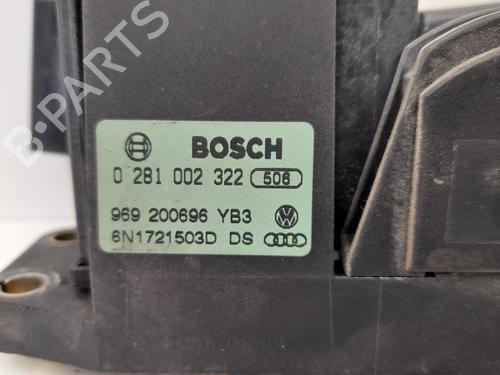 BOSCH
0 281 002 322 506
969 200696 YB3
6N1721503D DS
B-PARTS